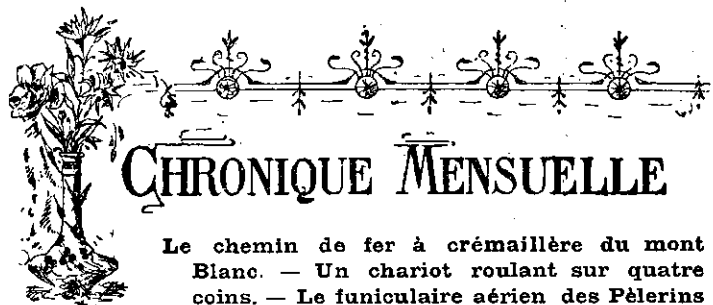 CHRONIQUE MENSUELLE
Le chemin de fer à crémaillère du mont
Blanc. — Un chariot roulant sur quatre
coins. — Le funiculaire aérien des Pèlerins